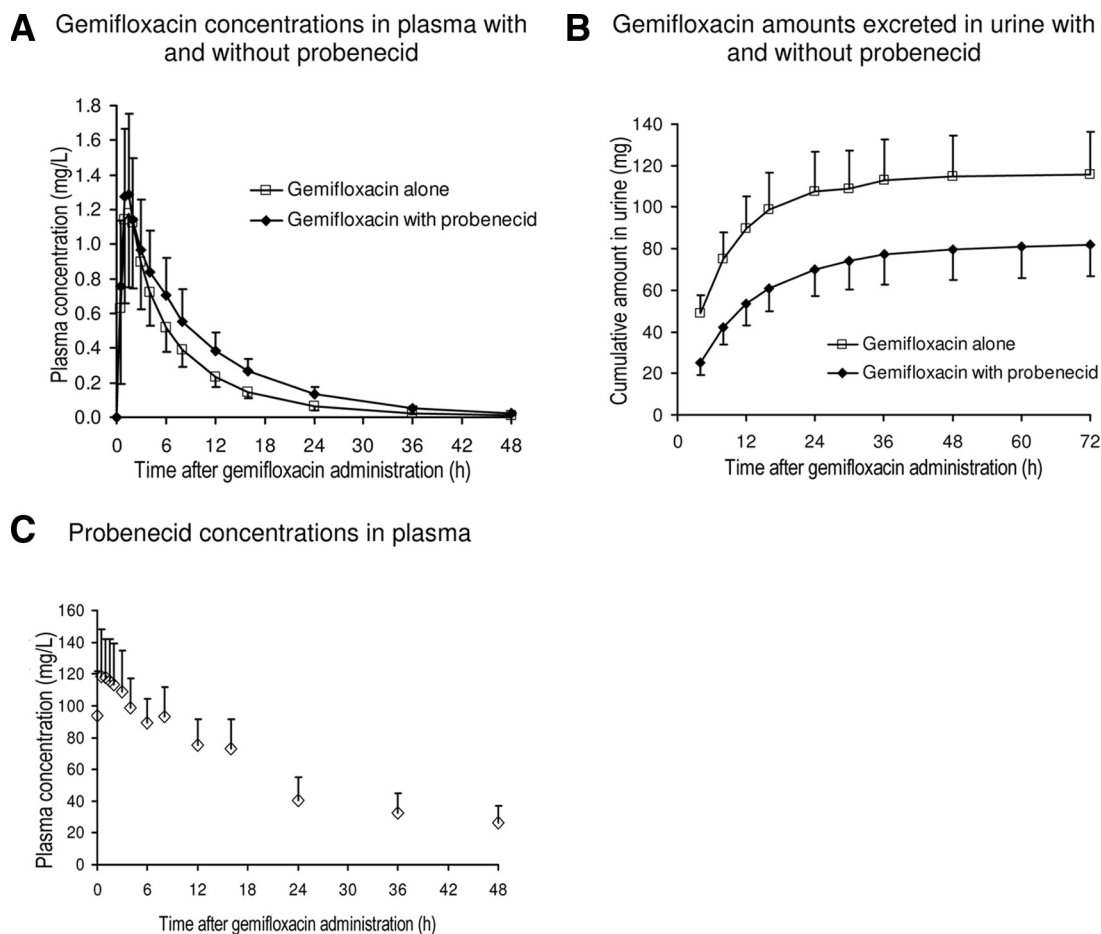 A
Gemifloxacin concentrations in plasma with
and without probenecid
Plasma concentration (mg/L)
1.8
1.6
1.4
1.2
1.0
0.8
0.6
0.4
0.2
0.0
Gemifloxacin alone
Gemifloxacin with probenecid
0 6 12 18 24 30 36 42 48
Time after gemifloxacin administration (h)
B
Gemifloxacin amounts excreted in urine with
and without probenecid
Cumulative amount in urine (mg)
140
120
100
80
60
40
20
0
Gemifloxacin alone
Gemifloxacin with probenecid
0 12 24 36 48 60 72
Time after gemifloxacin administration (h)
C
Probenecid concentrations in plasma
Plasma concentration (mg/L)
160
140
120
100
80
60
40
20
0
0 6 12 18 24 30 36 42 48
Time after gemifloxacin administration (h)